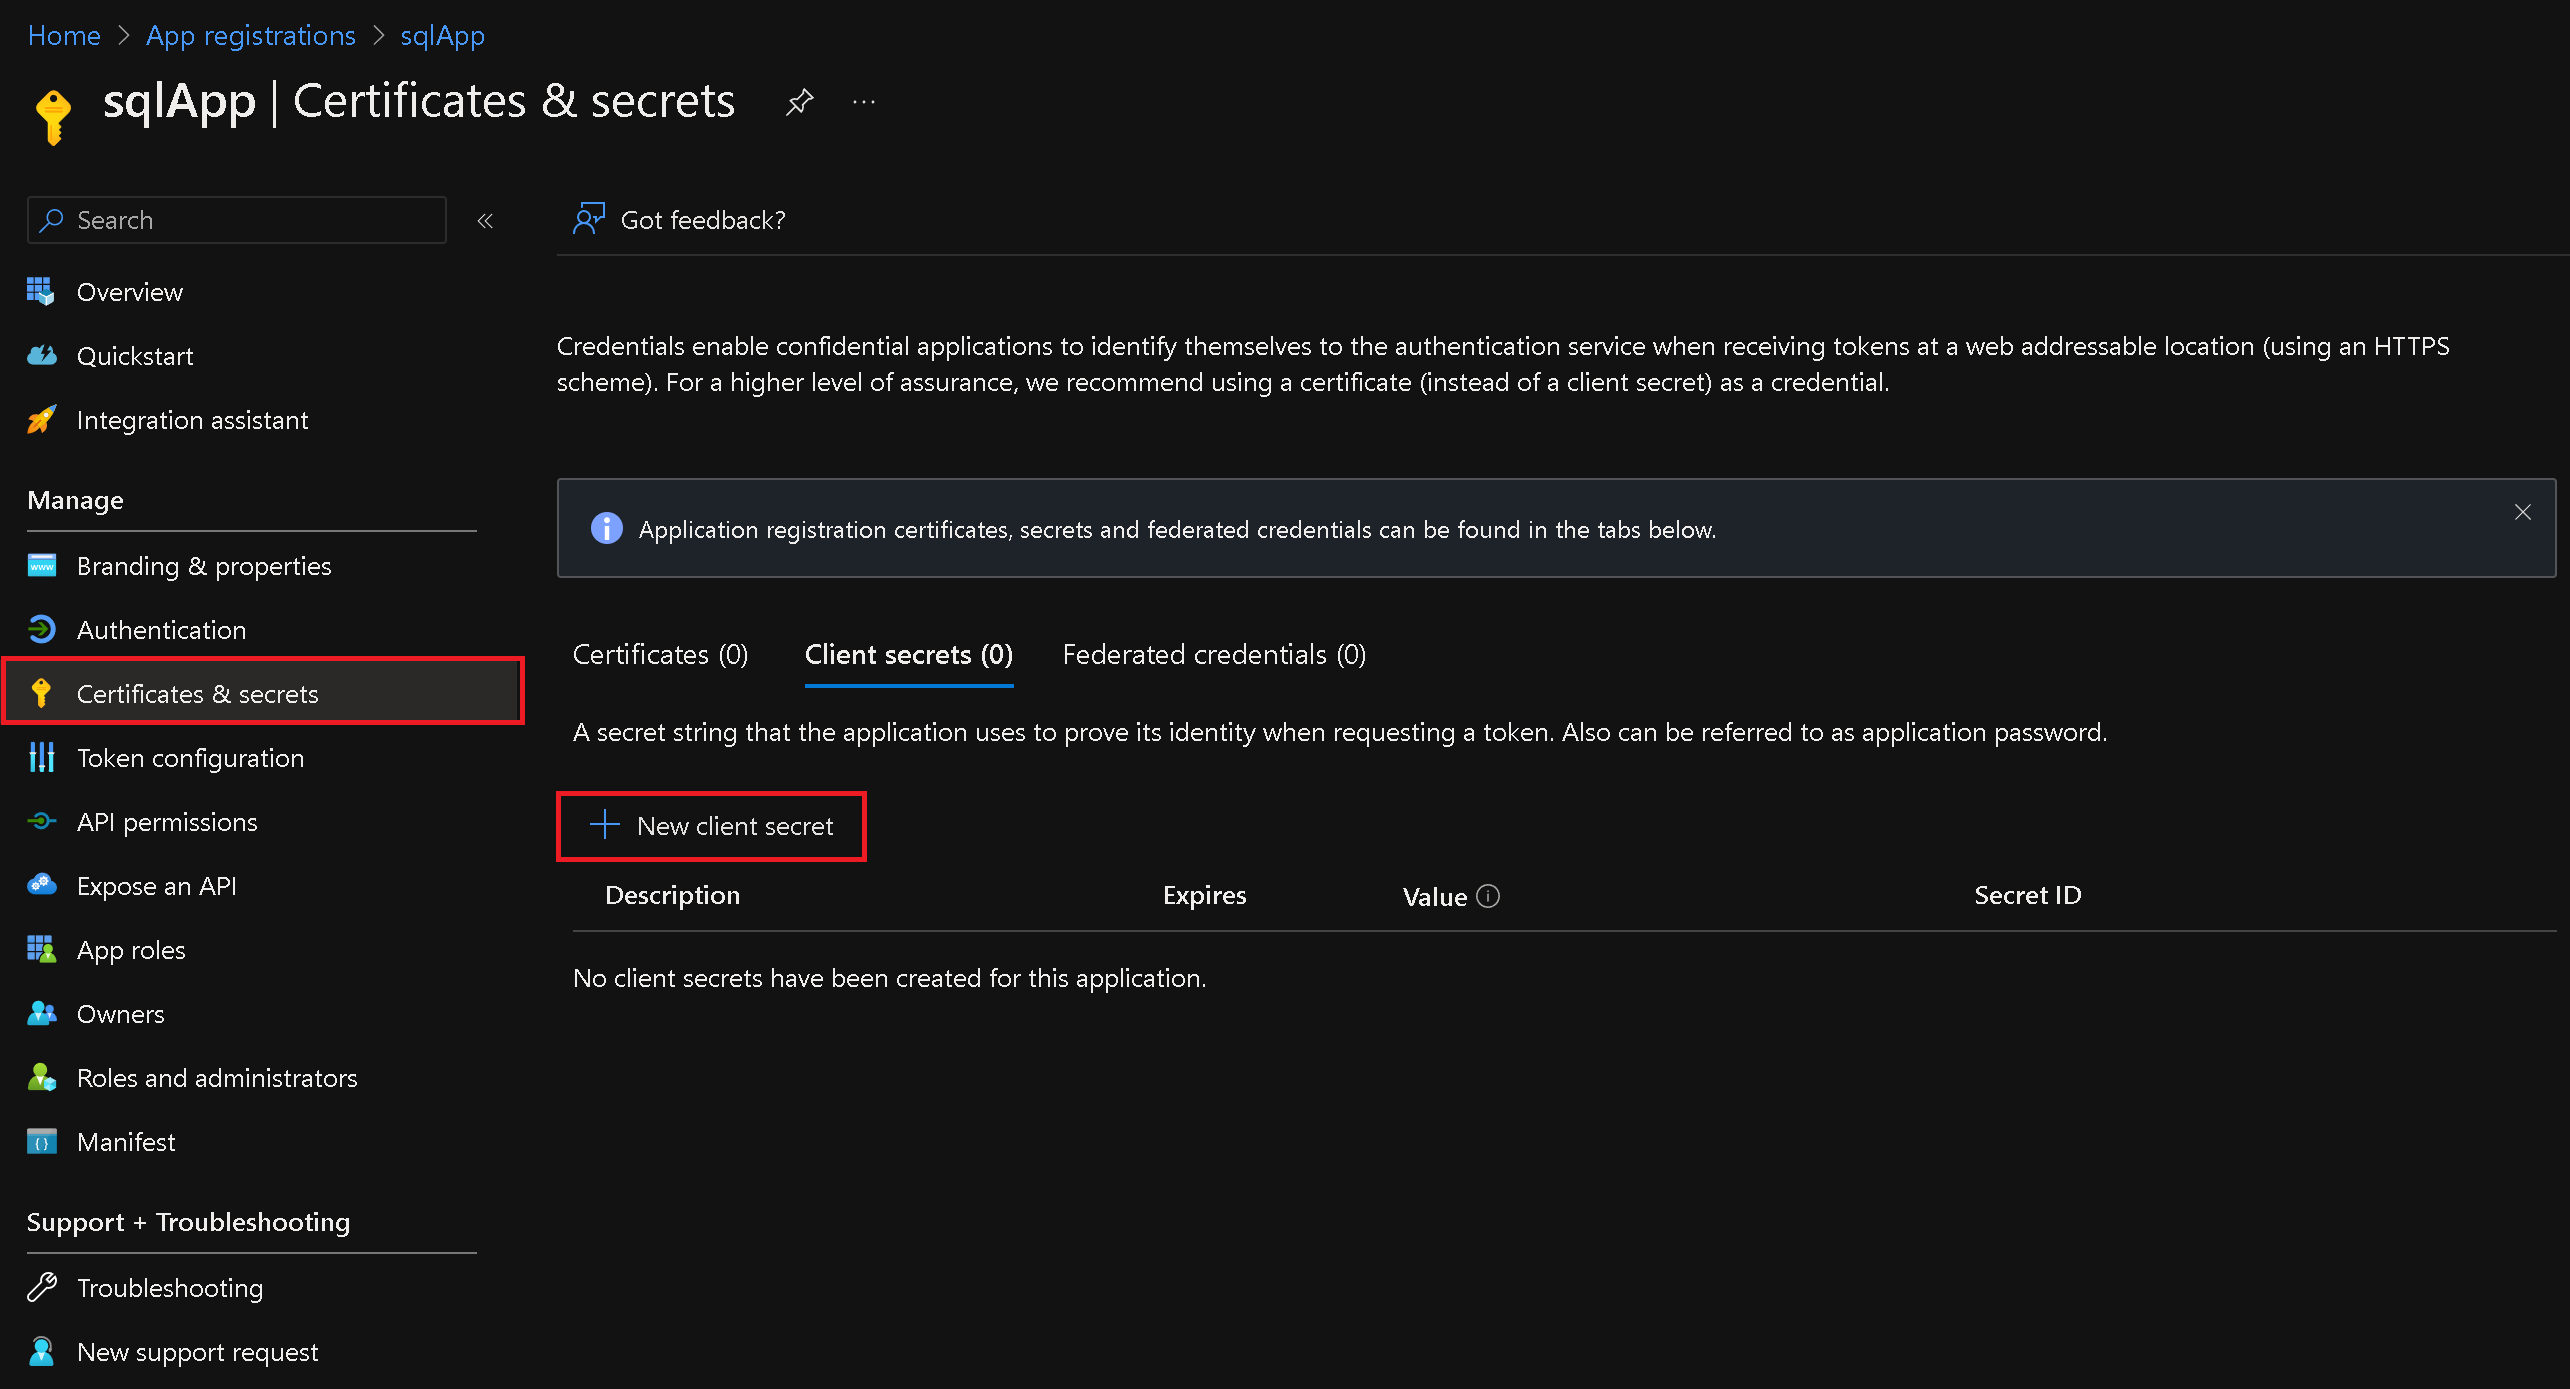 Home > App registrations > sqlApp
sqlApp | Certificates & secrets ...
Search «
Overview
Quickstart
Integration assistant
Manage
Branding & properties
Authentication
Certificates & secrets
Token configuration
API permissions
Expose an API
App roles
Owners
Roles and administrators
Manifest
Support + Troubleshooting
Troubleshooting
New support request
Got feedback?
Credentials enable confidential applications to identify themselves to the authentication service when receiving tokens at a web addressable location (using an HTTPS
scheme). For a higher level of assurance, we recommend using a certificate (instead of a client secret) as a credential.
Application registration certificates, secrets and federated credentials can be found in the tabs below.
Certificates (0) Client secrets (0) Federated credentials (0)
A secret string that the application uses to prove its identity when requesting a token. Also can be referred to as application password.
New client secret
Description Expires Value Secret ID
No client secrets have been created for this application.